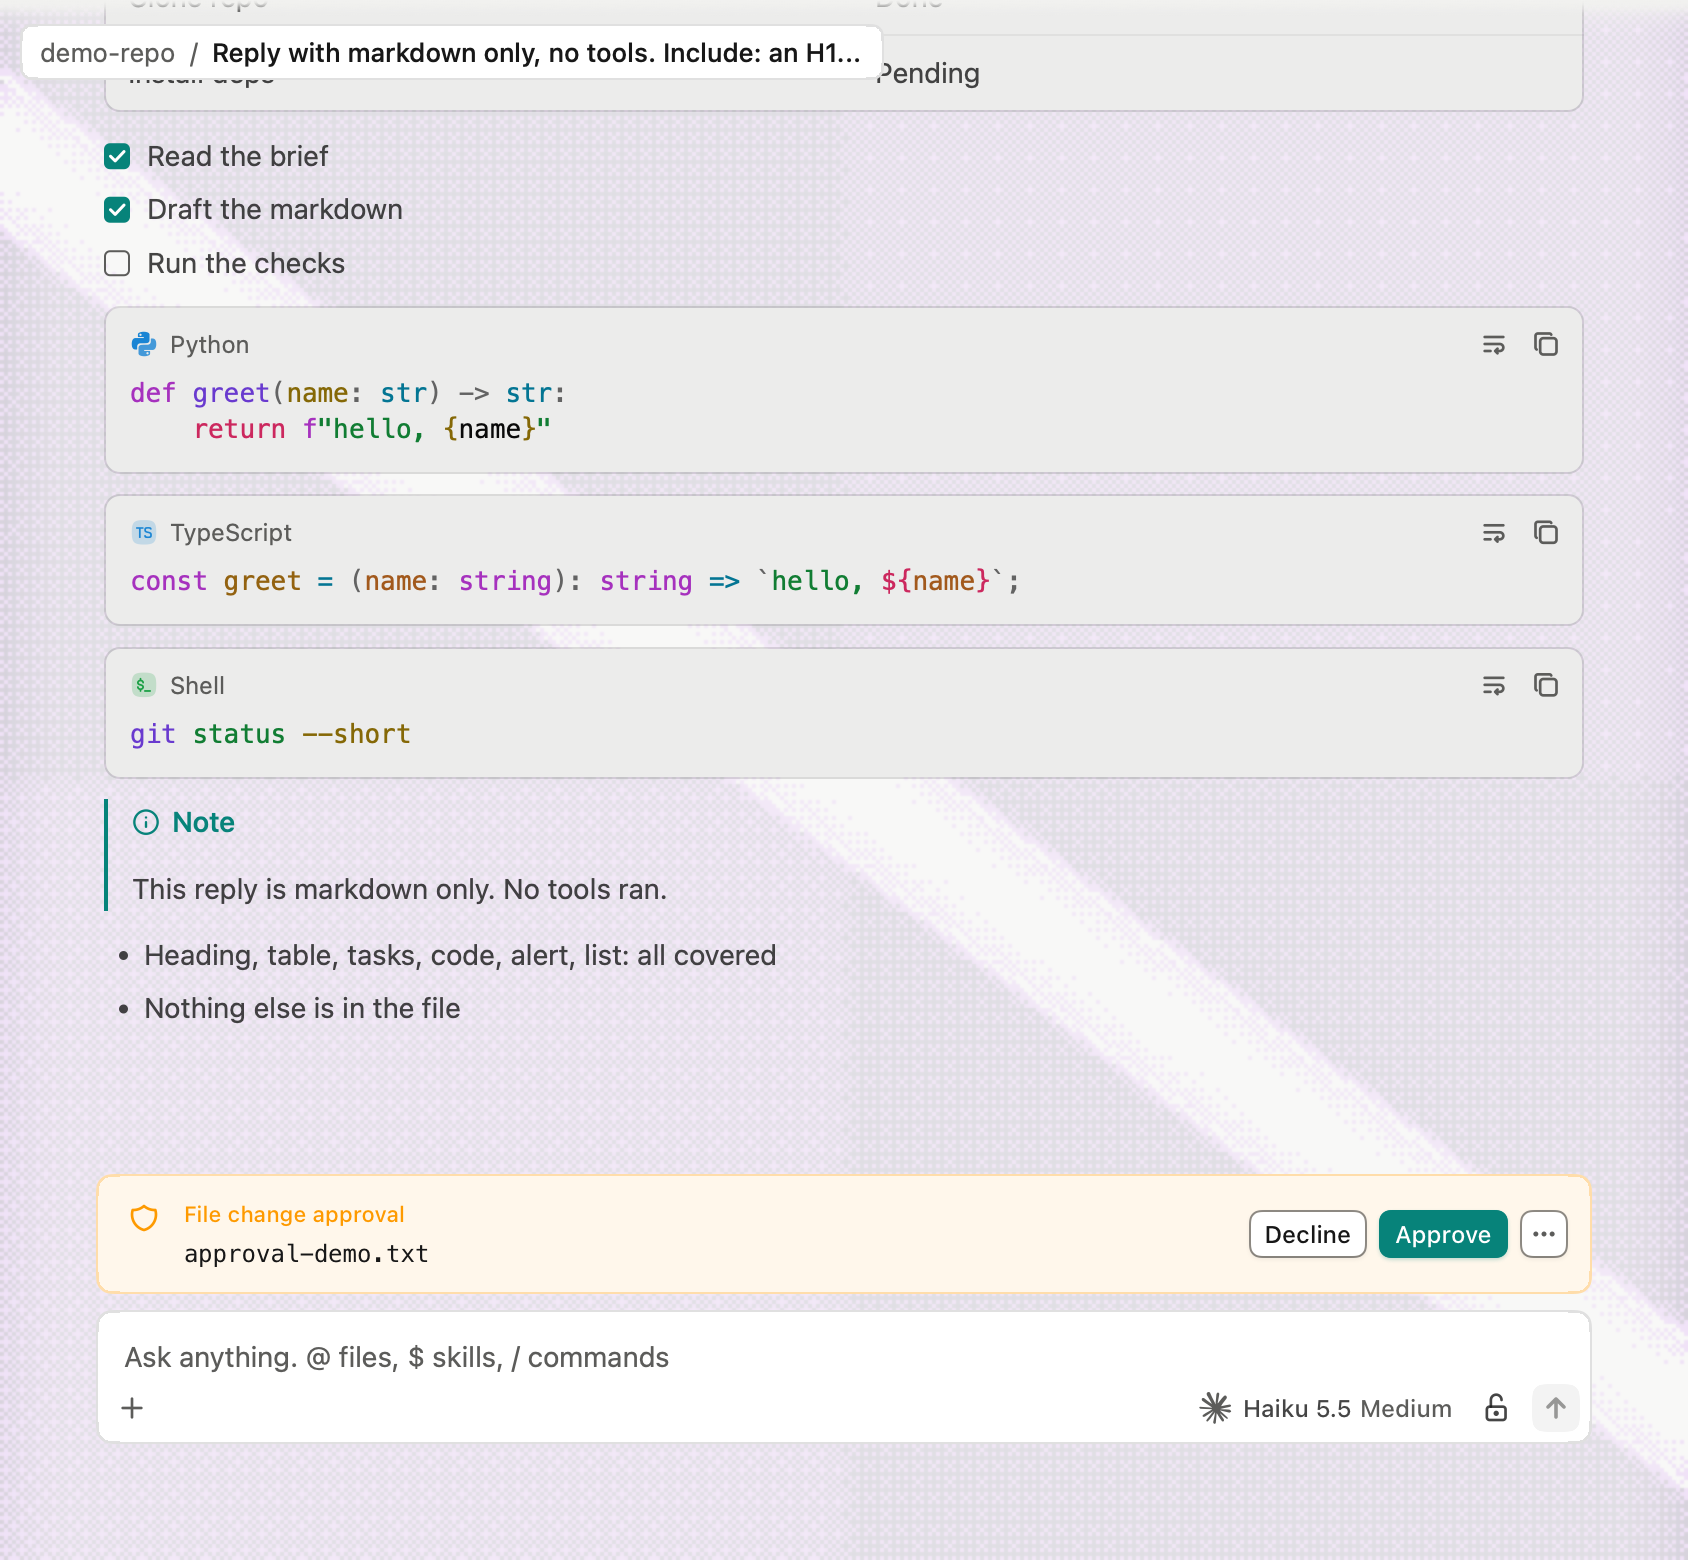 demo-repo / Reply with markdown only, no tools. Include: an H1...
Pending
Read the brief
Draft the markdown
Run the checks
Python
def greet(name: str) -> str:
    return f"hello, {name}"
TS TypeScript
const greet = (name: string): string => `hello, ${name}`;
$_ Shell
git status --short
Note
This reply is markdown only. No tools ran.
• Heading, table, tasks, code, alert, list: all covered
• Nothing else is in the file
File change approval
approval-demo.txt
Decline
Approve
Ask anything. @ files, $ skills, / commands
Haiku 5.5 Medium